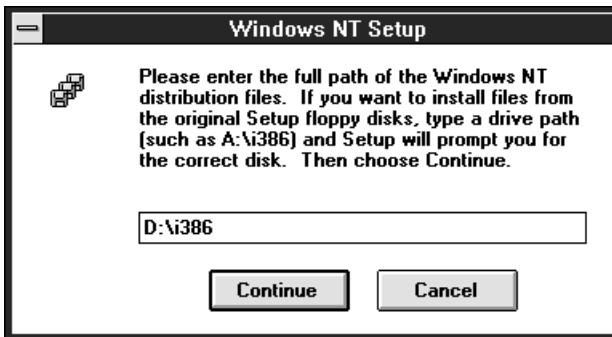 Windows NT Setup
Please enter the full path of the Windows NT
distribution files.  If you want to install files from
the original Setup floppy disks, type a drive path
(such as A:\i386) and Setup will prompt you for
the correct disk.  Then choose Continue.
D:\i386
Continue Cancel